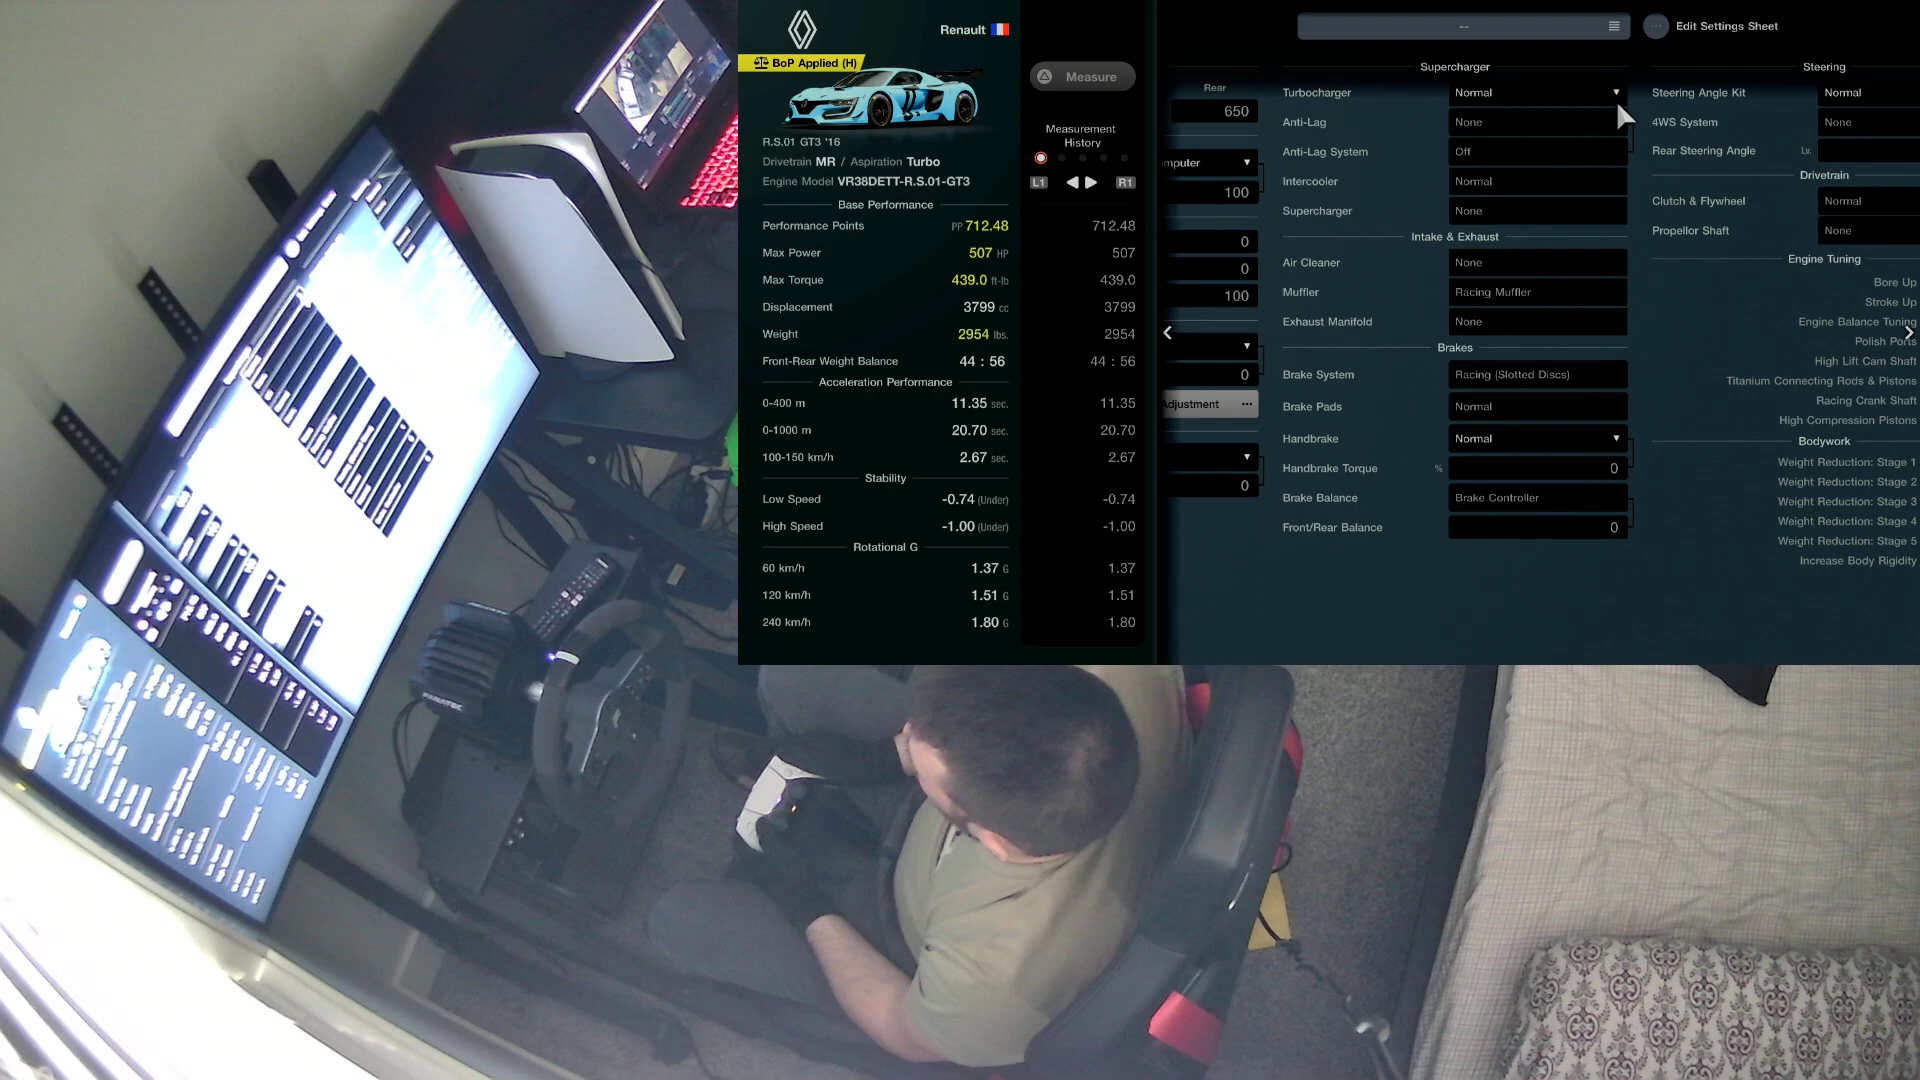 Renault
BoP Applied (H)
R.S.01 GT3 '16
Drivetrain MR / Aspiration Turbo
Engine Model VR38DETT-R.S.01-GT3
Base Performance
Performance Points PP 712.48
Max Power 507 HP
Max Torque 439.0 ft-lb
Displacement 3799 cc
Weight 2954 lbs.
Front-Rear Weight Balance 44 : 56
Acceleration Performance
0-400 m 11.35 sec.
0-1000 m 20.70 sec.
100-150 km/h 2.67 sec.
Stability
Low Speed -0.74 (Under)
High Speed -1.00 (Under)
Rotational G
60 km/h 1.37 G
120 km/h 1.51 G
240 km/h 1.80 G
Measure
Measurement
History
L1 R1
712.48
507
439.0
3799
2954
44 : 56
11.35
20.70
2.67
-0.74
-1.00
1.37
1.51
1.80
--
Edit Settings Sheet
Rear
650
mputer
100
0
0
100
0
Adjustment ...
0
Supercharger
Turbocharger Normal
Anti-Lag None
Anti-Lag System Off
Intercooler Normal
Supercharger None
Intake & Exhaust
Air Cleaner None
Muffler Racing Muffler
Exhaust Manifold None
Brakes
Brake System Racing (Slotted Discs)
Brake Pads Normal
Handbrake Normal
Handbrake Torque % 0
Brake Balance Brake Controller
Front/Rear Balance 0
Steering
Steering Angle Kit Normal
4WS System None
Rear Steering Angle Lv.
Drivetrain
Clutch & Flywheel Normal
Propellor Shaft None
Engine Tuning
Bore Up
Stroke Up
Engine Balance Tuning
Polish Ports
High Lift Cam Shaft
Titanium Connecting Rods & Pistons
Racing Crank Shaft
High Compression Pistons
Bodywork
Weight Reduction: Stage 1
Weight Reduction: Stage 2
Weight Reduction: Stage 3
Weight Reduction: Stage 4
Weight Reduction: Stage 5
Increase Body Rigidity
FANATEC